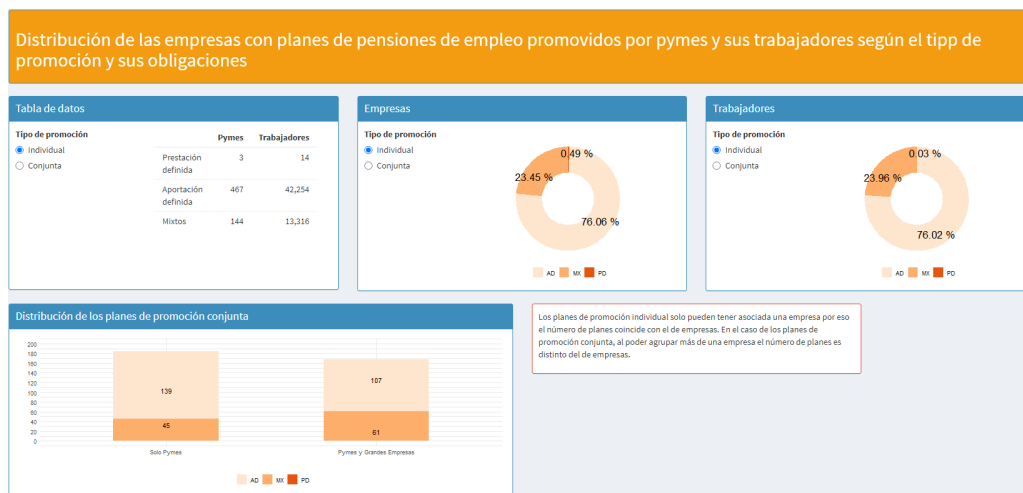 Distribución de las empresas con planes de pensiones de empleo promovidos por pymes y sus trabajadores según el tipp de
promoción y sus obligaciones
Tabla de datos
Tipo de promoción
Individual
Conjunta
Pymes Trabajadores
Prestación
definida 3 14
Aportación
definida 467 42,254
Mixtos 144 13,316
Empresas
Tipo de promoción
Individual
Conjunta
0.49 %
23.45 %
76.06 %
AD MX PD
Trabajadores
Tipo de promoción
Individual
Conjunta
0.03 %
23.96 %
76.02 %
AD MX PD
Distribución de los planes de promoción conjunta
200
180
160
140
120
100
80
60
40
20
0
139
45
107
61
Solo Pymes
Pymes y Grandes Empresas
AD MX PD
Los planes de promoción individual solo pueden tener asociada una empresa por eso
el número de planes coincide con el de empresas. En el caso de los planes de
promoción conjunta, al poder agrupar más de una empresa el número de planes es
distinto del de empresas.